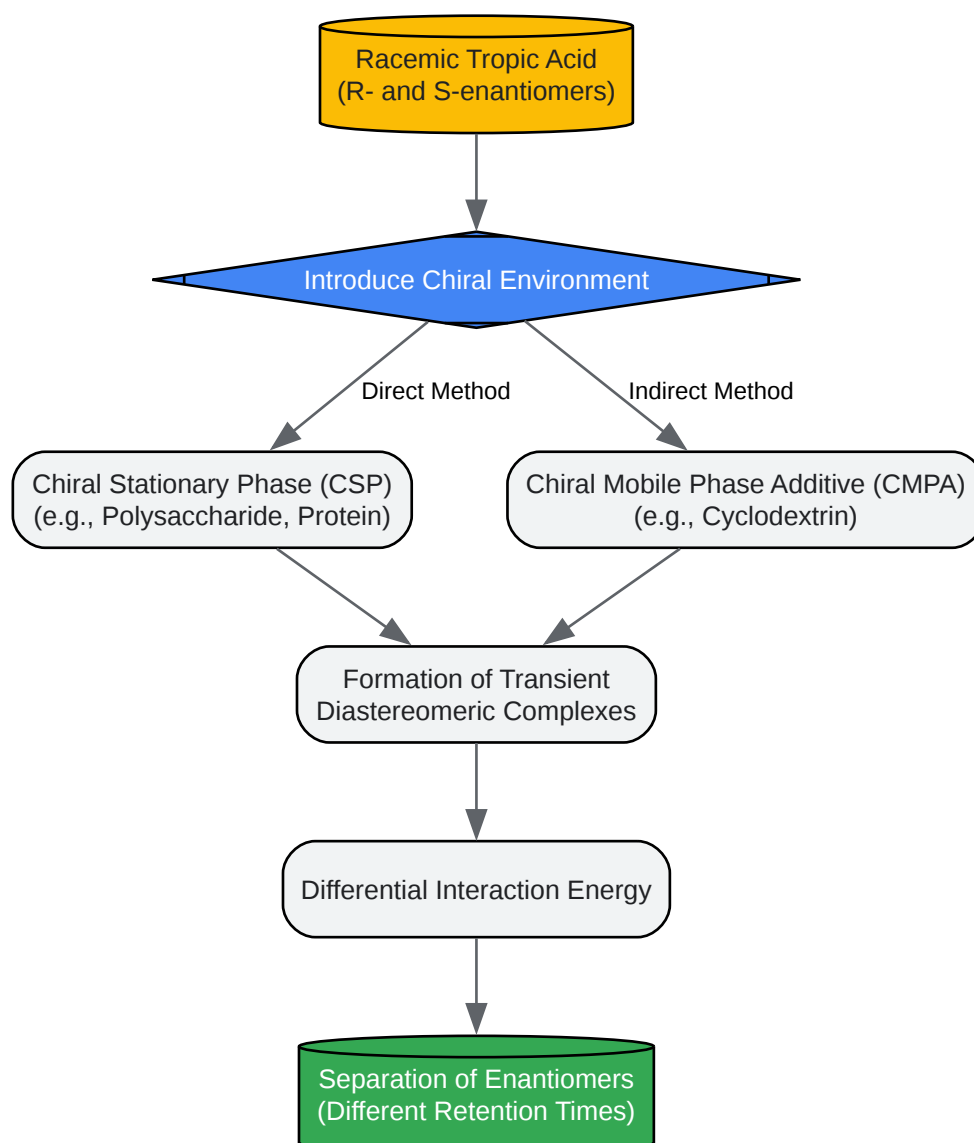 Racemic Tropic Acid
(R- and S-enantiomers)
Introduce Chiral Environment
Direct Method
Indirect Method
Chiral Stationary Phase (CSP)
(e.g., Polysaccharide, Protein)
Chiral Mobile Phase Additive (CMPA)
(e.g., Cyclodextrin)
Formation of Transient
Diastereomeric Complexes
Differential Interaction Energy
Separation of Enantiomers
(Different Retention Times)